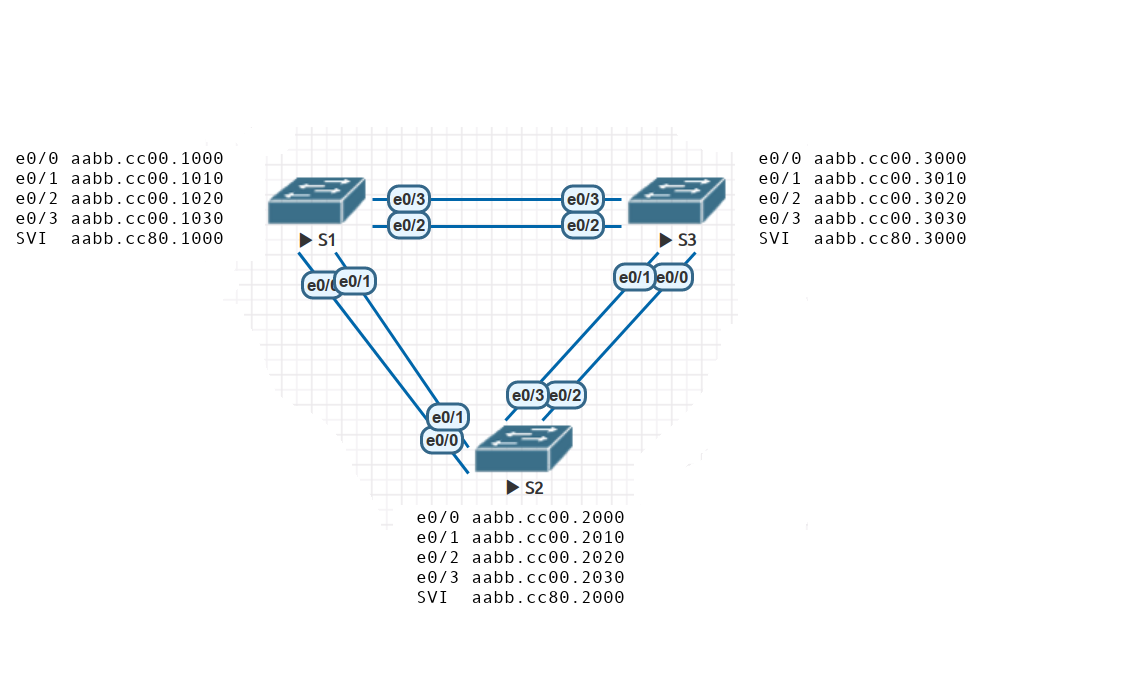 e0/0 aabb.cc00.1000
e0/1 aabb.cc00.1010
e0/2 aabb.cc00.1020
e0/3 aabb.cc00.1030
SVI aabb.cc80.1000
e0/0 aabb.cc00.3000
e0/1 aabb.cc00.3010
e0/2 aabb.cc00.3020
e0/3 aabb.cc00.3030
SVI aabb.cc80.3000
e0/3 e0/3
e0/2 e0/2
S1 S3
e0/1 e0/1 e0/0
e0/3 e0/2
e0/1
e0/0
S2
e0/0 aabb.cc00.2000
e0/1 aabb.cc00.2010
e0/2 aabb.cc00.2020
e0/3 aabb.cc00.2030
SVI aabb.cc80.2000